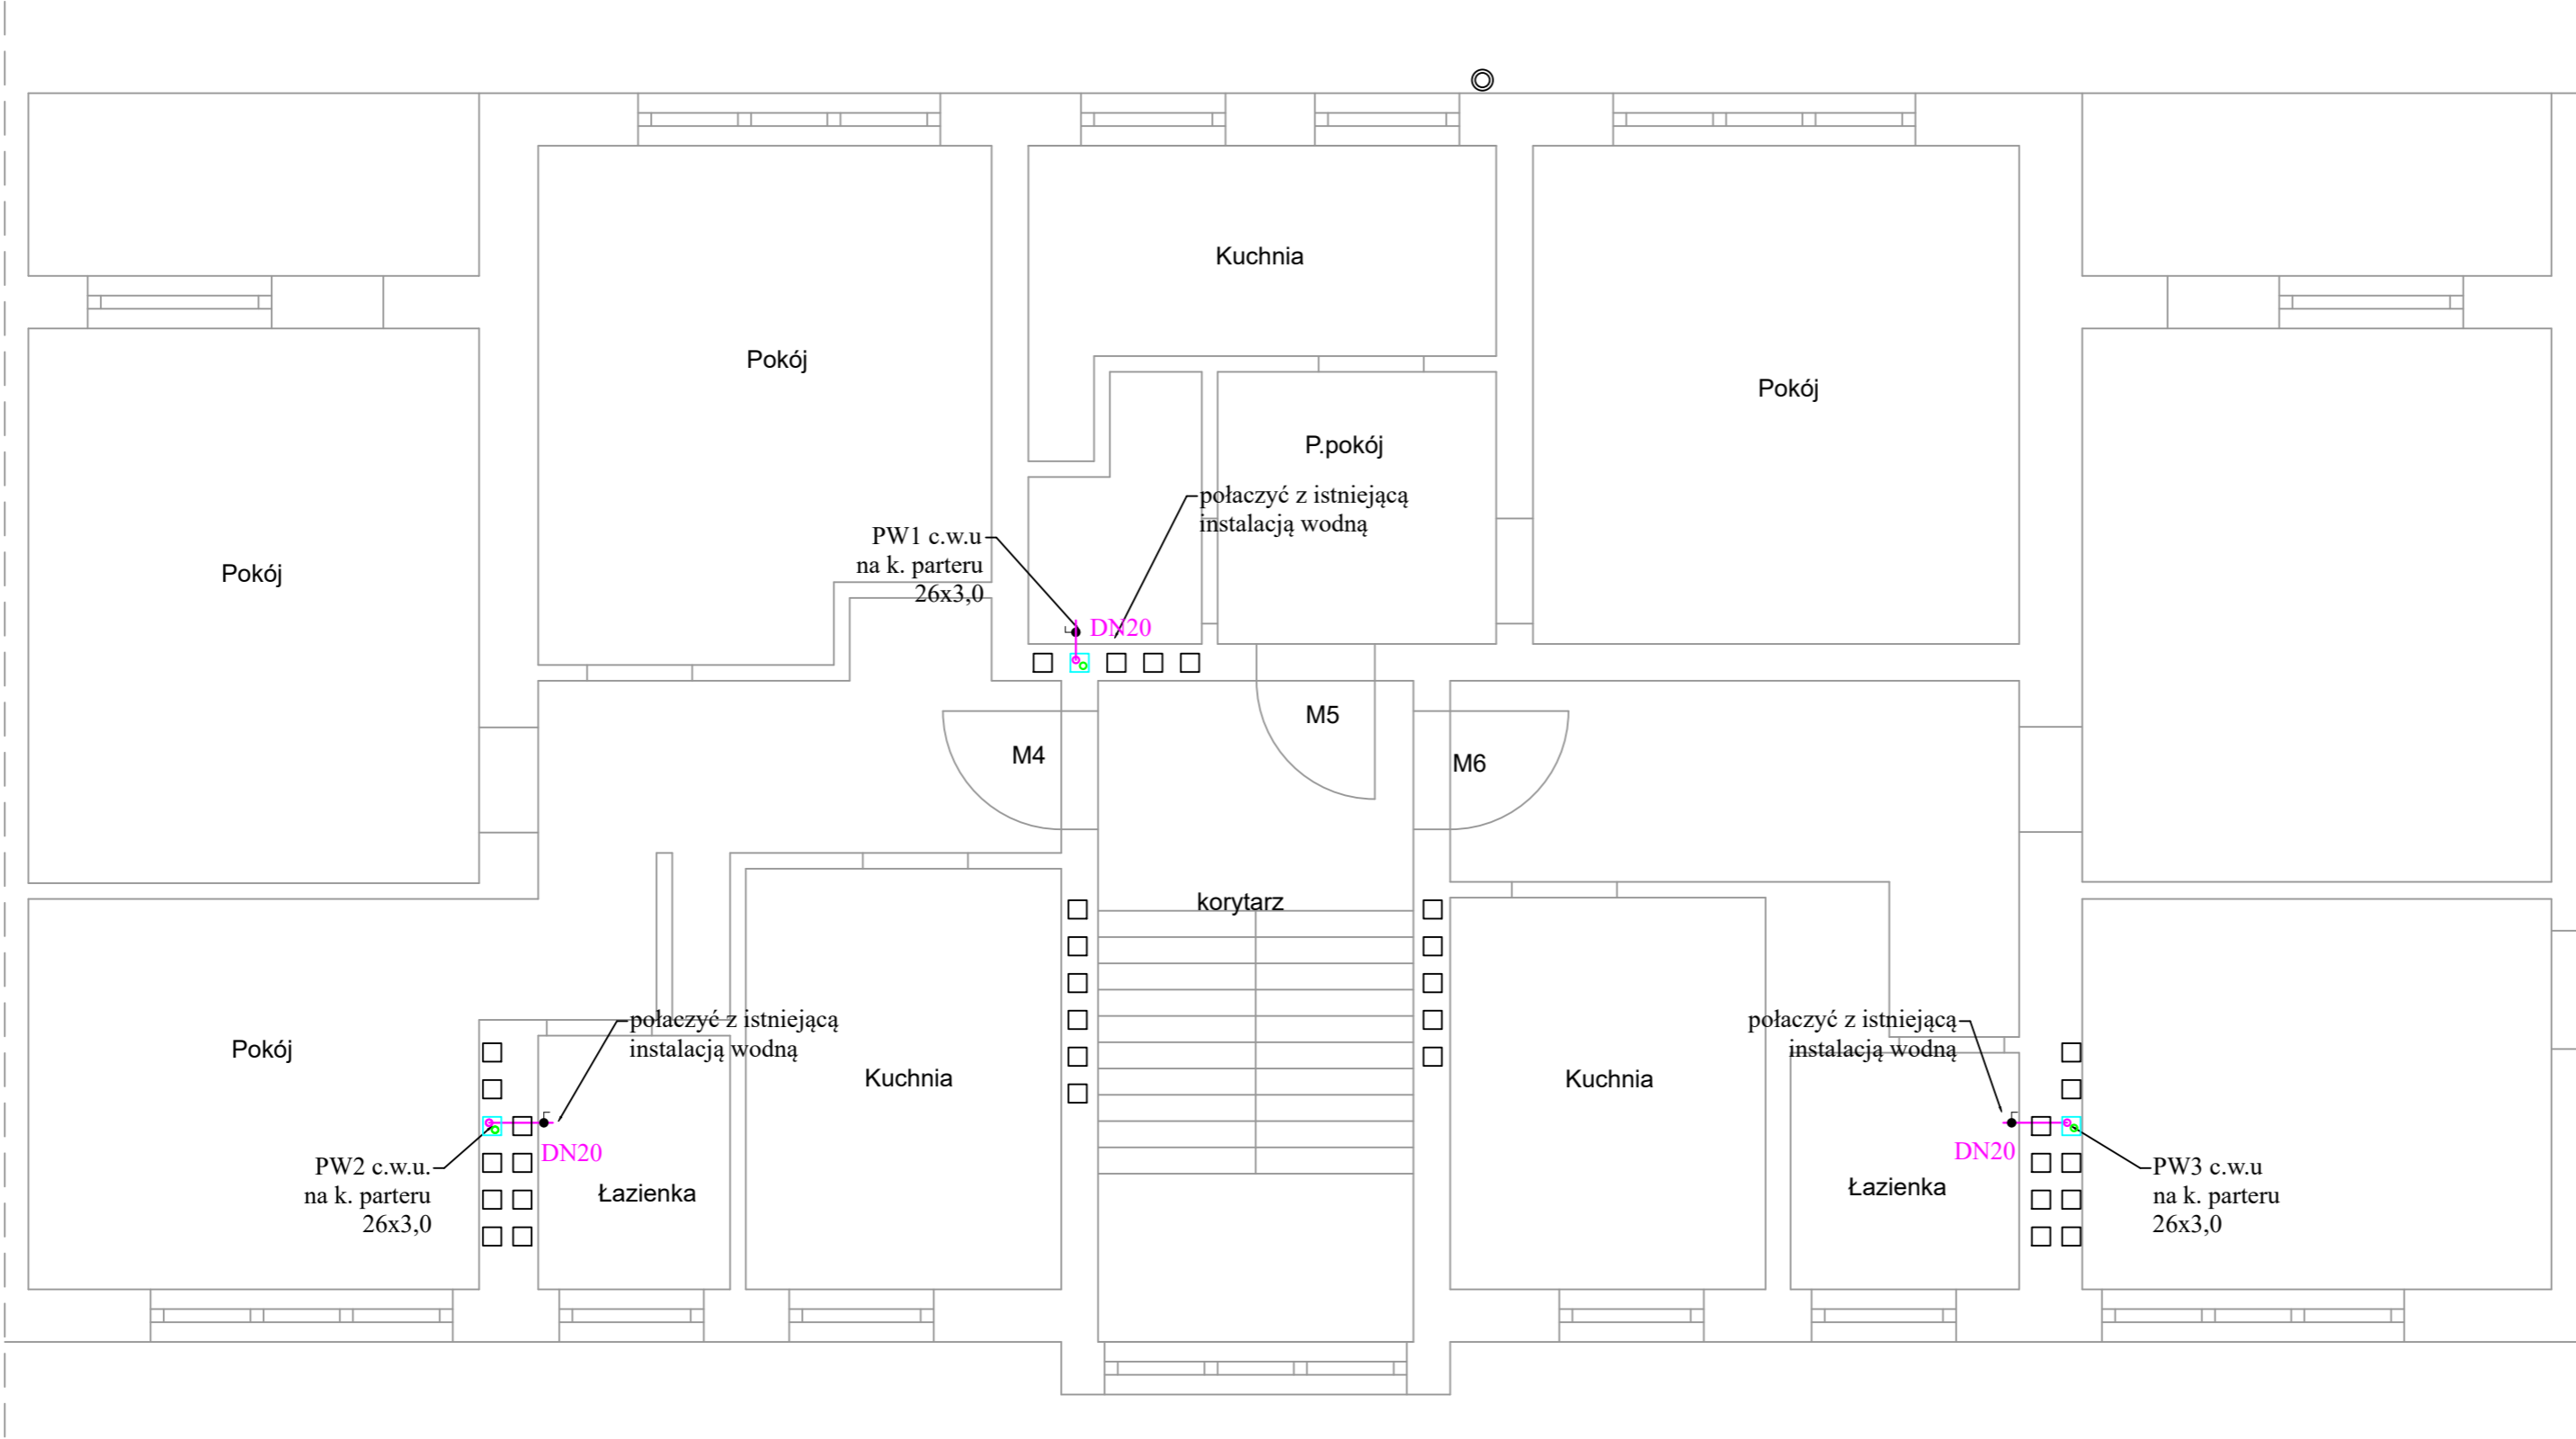 Kuchnia
Pokój
Pokój
P.pokój
połaczyć z istniejącą
instalacją wodną
PW1 c.w.u
na k. parteru
26x3,0
Pokój
DN20
M5
M4
M6
korytarz
połaczyć z istniejącą
instalacją wodną
połaczyć z istniejącą
instalacją wodną
Pokój
Kuchnia
Kuchnia
DN20
DN20
PW2 c.w.u.
na k. parteru
26x3,0
Łazienka
Łazienka
PW3 c.w.u
na k. parteru
26x3,0